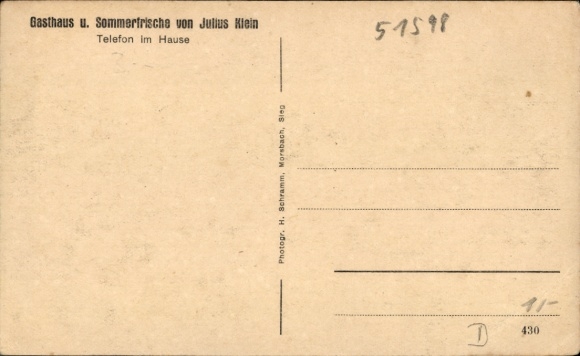 Gasthaus u. Sommerfrische von Julius Klein
Telefon im Hause
51598
Photogr. H. Schramm, Morsbach, Sieg
11-
D
430